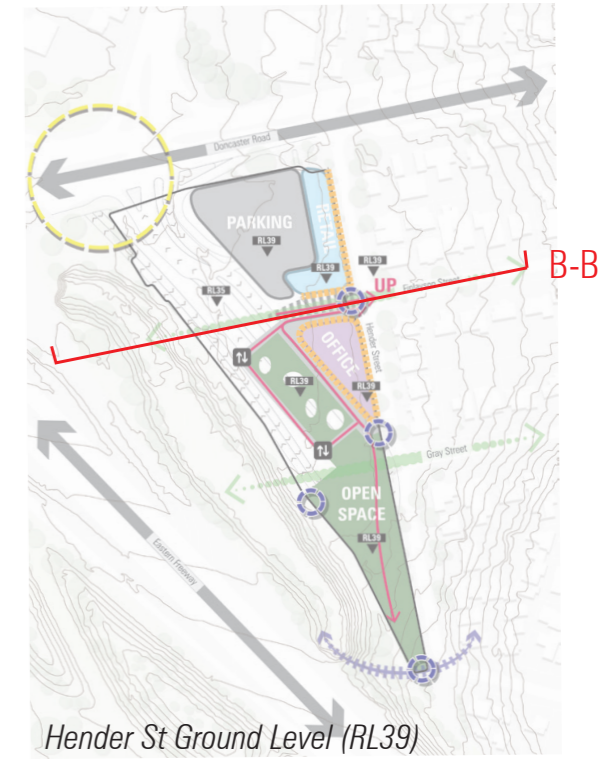 Doncaster Road
B-B
PARKING
RL39
RETAIL
RL39
RL39
RL35
UP
Hender Street
OFFICE
RL39
RL39
Gray Street
OPEN
SPACE
RL39
Eastern Freeway
Hender St Ground Level (RL39)